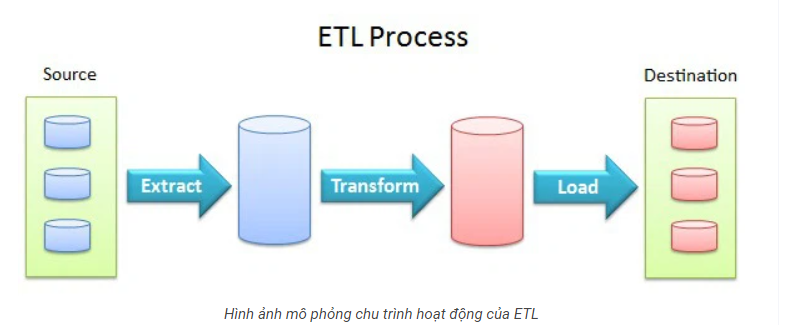 ETL Process
Source
Destination
Extract
Transform
Load
Hình ảnh mô phỏng chu trình hoạt động của ETL